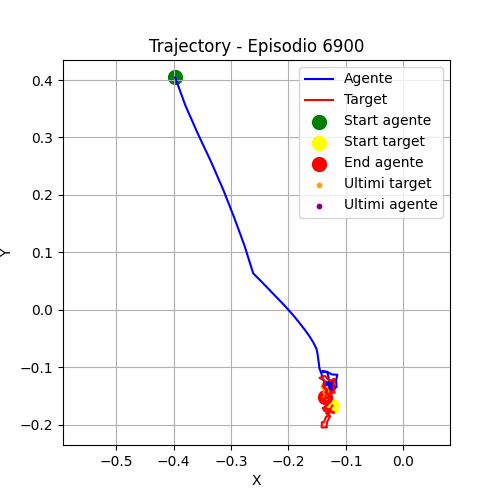 Trajectory - Episodio 6900
Agente
Target
Start agente
Start target
End agente
Ultimi target
Ultimi agente
Y
0.4
0.3
0.2
0.1
0.0
−0.1
−0.2
−0.5
−0.4
−0.3
−0.2
−0.1
0.0
X